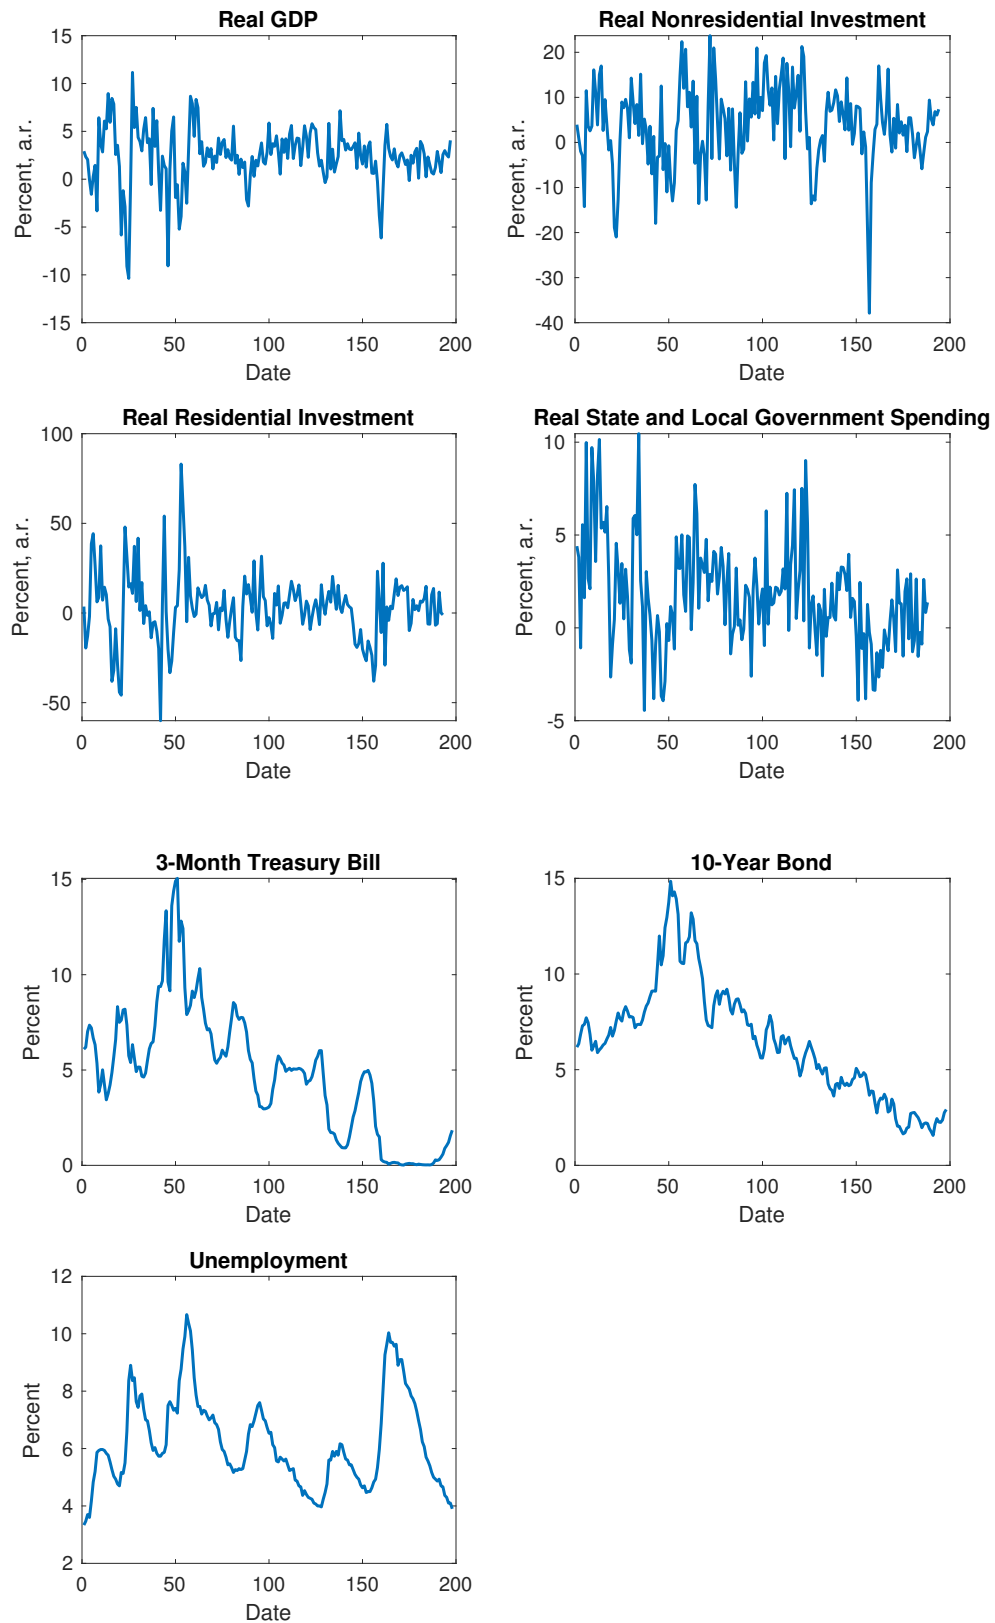 Real GDP
Percent, a.r.
15
10
5
0
-5
-10
-15
0 50 100 150 200
Date
Real Nonresidential Investment
Percent, a.r.
20
10
0
-10
-20
-30
-40
0 50 100 150 200
Date
Real Residential Investment
Percent, a.r.
100
50
0
-50
0 50 100 150 200
Date
Real State and Local Government Spending
Percent, a.r.
10
5
0
-5
0 50 100 150 200
Date
3-Month Treasury Bill
Percent
15
10
5
0
0 50 100 150 200
Date
10-Year Bond
Percent
15
10
5
0
0 50 100 150 200
Date
Unemployment
Percent
12
10
8
6
4
2
0 50 100 150 200
Date